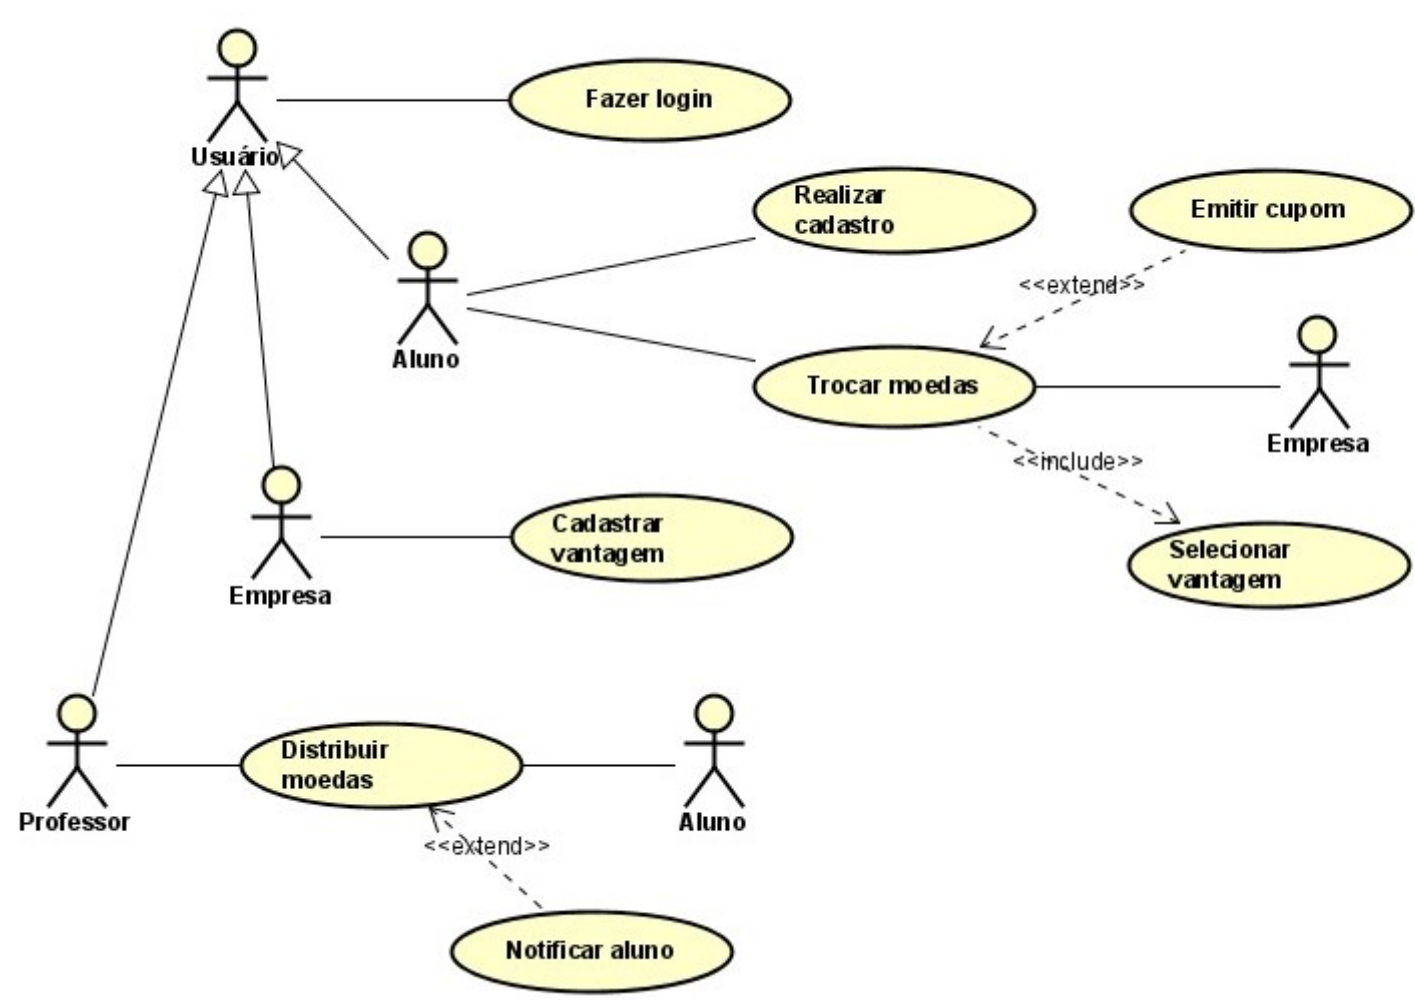 Fazer login
Usuário
Realizar
cadastro
Emitir cupom
<<extend>>
Aluno
Trocar moedas
Empresa
<<include>>
Cadastrar
vantagem
Selecionar
vantagem
Empresa
Distribuir
moedas
Professor
Aluno
<<extend>>
Notificar aluno